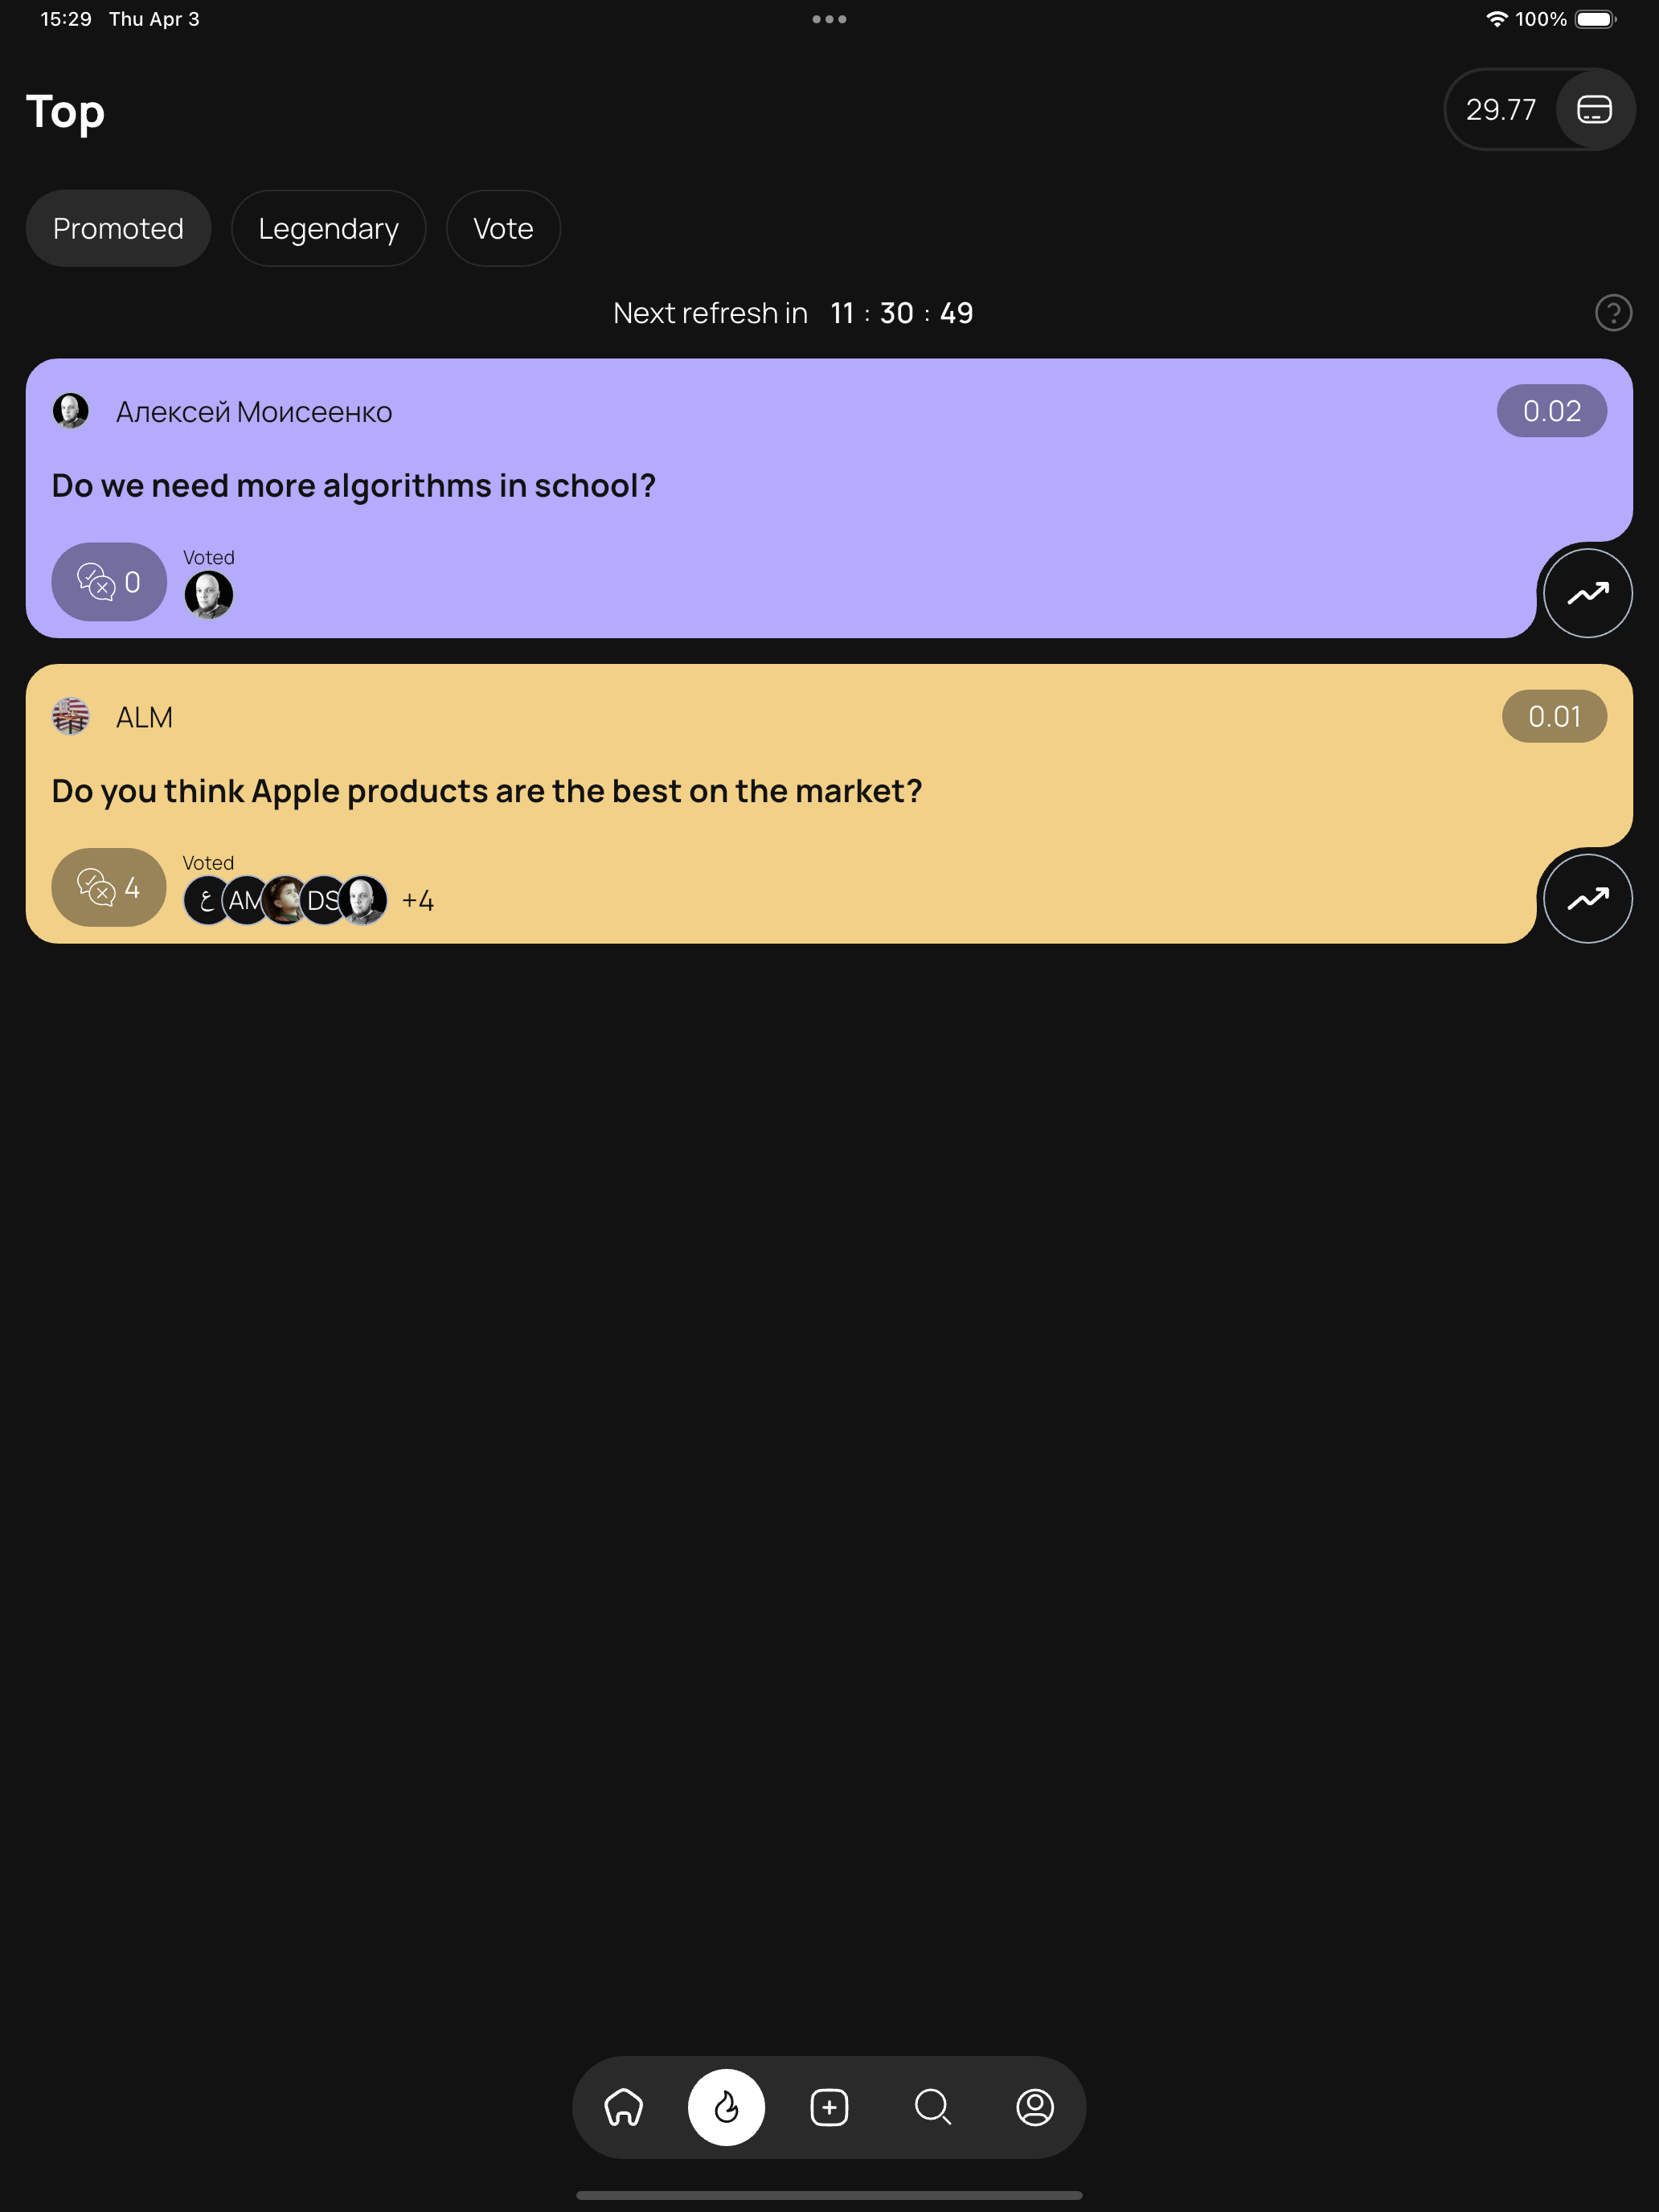 15:29 Thu Apr 3
100%
Top
29.77
Promoted
Legendary
Vote
Next refresh in 11 : 30 : 49
?
Алексей Моисеенко
0.02
Do we need more algorithms in school?
0
Voted
ALM
0.01
Do you think Apple products are the best on the market?
4
Voted
ع AM DS +4